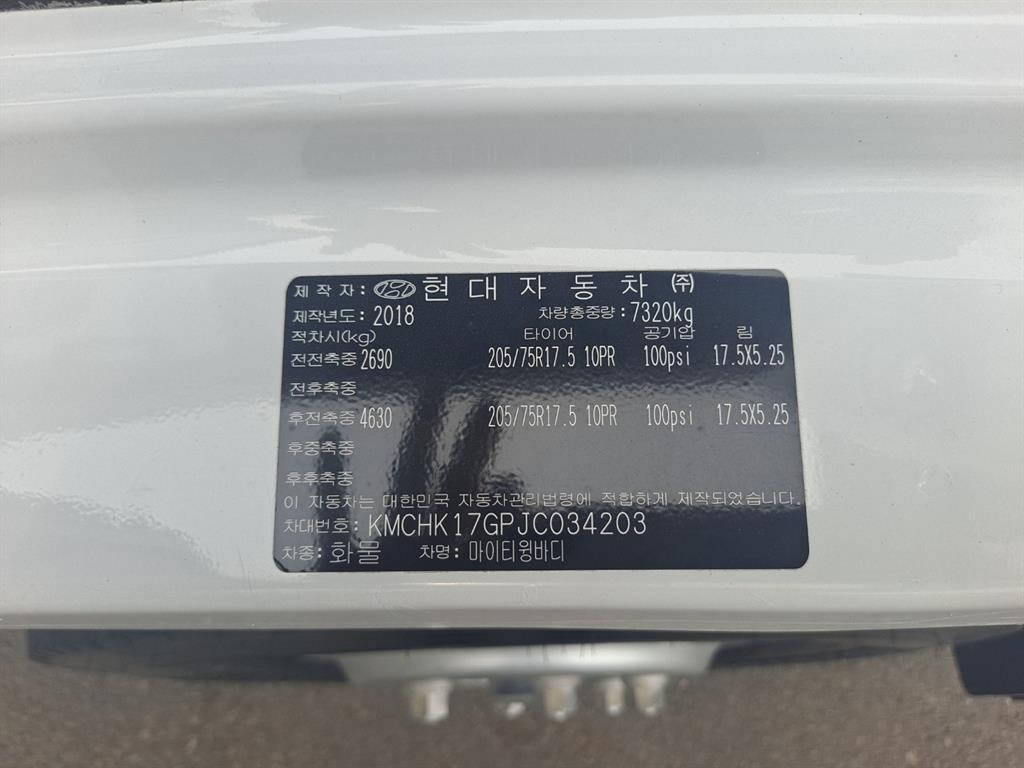 제 작 자 : 현 대 자 동 차 ㈜
제작년도 : 2018 차량총중량 : 7320kg
적차시(kg) 타이어 공기압 림
전전축중 2690 205/75R17.5 10PR 100psi 17.5X5.25
전후축중
후전축중 4630 205/75R17.5 10PR 100psi 17.5X5.25
후중축중
후후축중
이 자동차는 대한민국 자동차관리법령에 적합하게 제작되었습니다.
차대번호: KMCHK17GPJC034203
차종: 화물 차명: 마이티윙바디